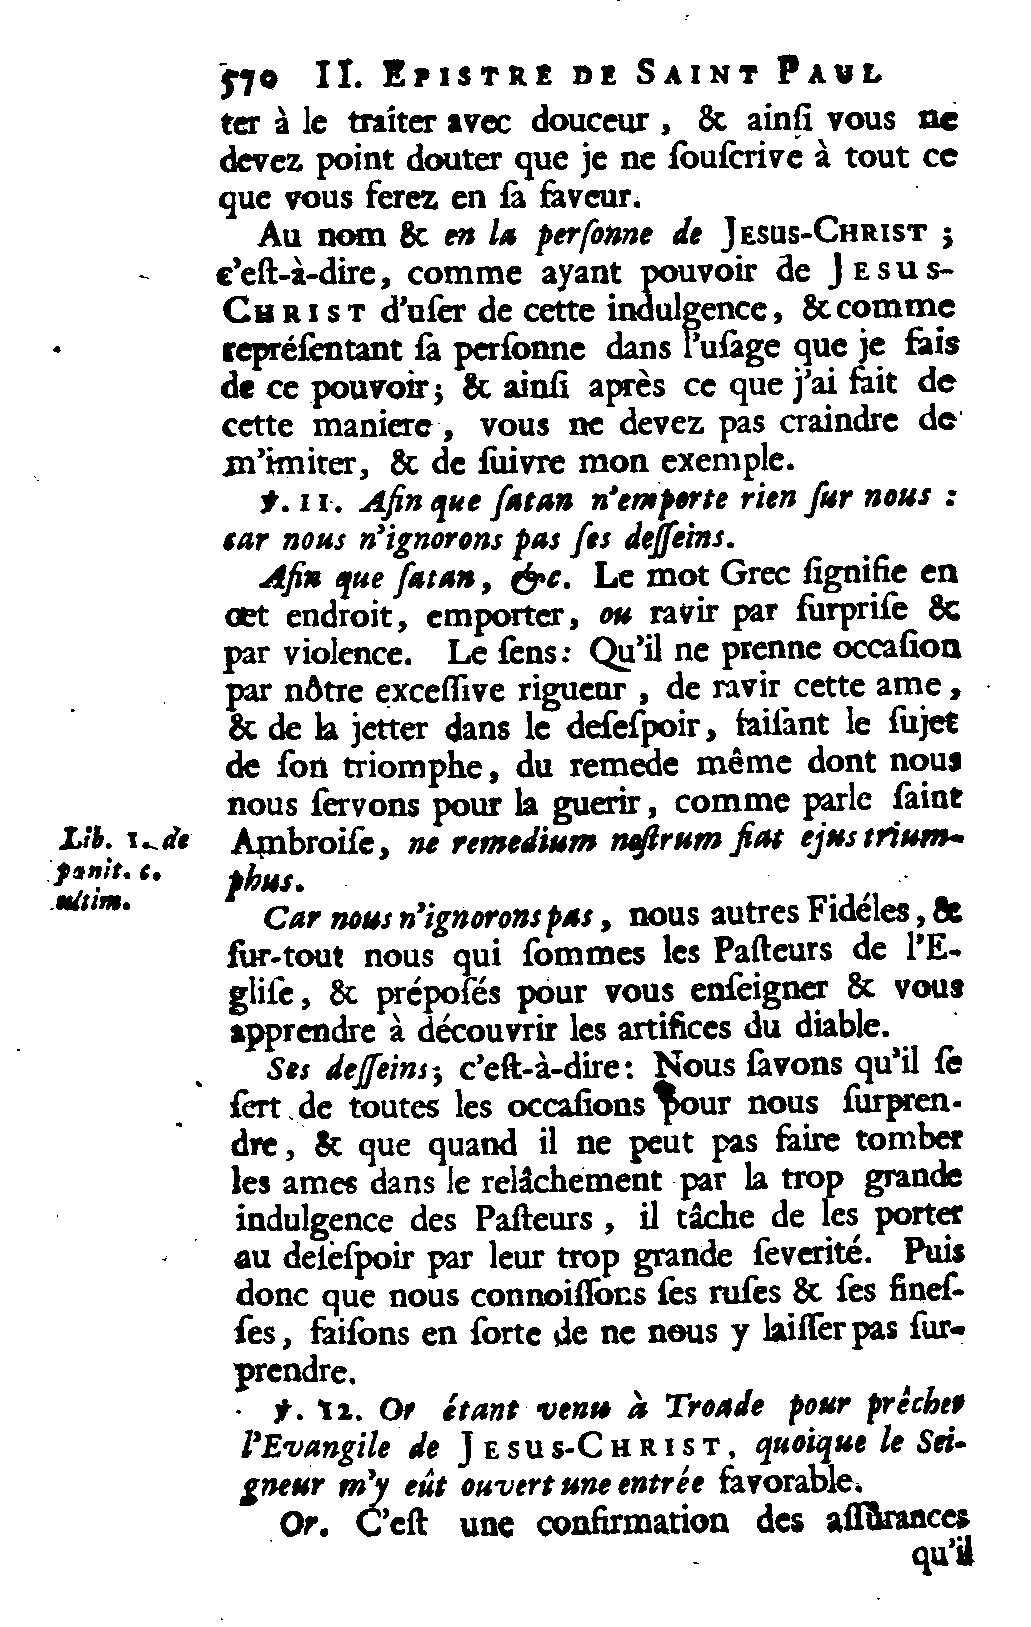 570 II. EPISTRE DE SAINT PAUL
ter à le traiter avec douceur, & ainſi vous ne
devez point douter que je ne ſouſcrive à tout ce
que vous ferez en ſa faveur.
Au nom & en la perſonne de JESUS-CHRIST;
c'eſt-à-dire, comme ayant pouvoir de JESUS-
CHRIST d'uſer de cette indulgence, & comme
repréſentant ſa perſonne dans l'uſage que je fais
de ce pouvoir; & ainſi après ce que j'ai fait de
cette maniere, vous ne devez pas craindre de
m'imiter, & de ſuivre mon exemple.
℣. 11. Afin que ſatan n'emporte rien ſur nous:
car nous n'ignorons pas ſes deſſeins.
Afin que ſatan, &c. Le mot Grec ſignifie en
cet endroit, emporter, ou ravir par ſurpriſe &
par violence. Le ſens: Qu'il ne prenne occaſion
par nôtre exceſſive rigueur, de ravir cette ame,
& de la jetter dans le deſeſpoir, faiſant le ſujet
de ſon triomphe, du remede même dont nous
nous ſervons pour la guerir, comme parle ſaint
Ambroiſe, ne remedium noſtrum fiat ejus trium-
phus.
Lib. 1. de
pœnit. c.
ultim.
Car nous n'ignorons pas, nous autres Fidéles, &
ſur-tout nous qui ſommes les Paſteurs de l'E-
gliſe, & prépoſés pour vous enſeigner & vous
apprendre à découvrir les artifices du diable.
Ses deſſeins; c'eſt-à-dire: Nous ſavons qu'il ſe
ſert de toutes les occaſions pour nous ſurpren-
dre, & que quand il ne peut pas faire tomber
les ames dans le relâchement par la trop grande
indulgence des Paſteurs, il tâche de les porter
au deſeſpoir par leur trop grande ſeverité. Puis
donc que nous connoiſſons ſes ruſes & ſes fineſ-
ſes, faiſons en ſorte de ne nous y laiſſer pas ſur-
prendre.
℣. 12. Or étant venu à Troade pour prêcher
l'Evangile de JESUS-CHRIST, quoique le Sei-
gneur m'y eût ouvert une entrée favorable.
Or. C'eſt une confirmation des aſſûrances
qu'il